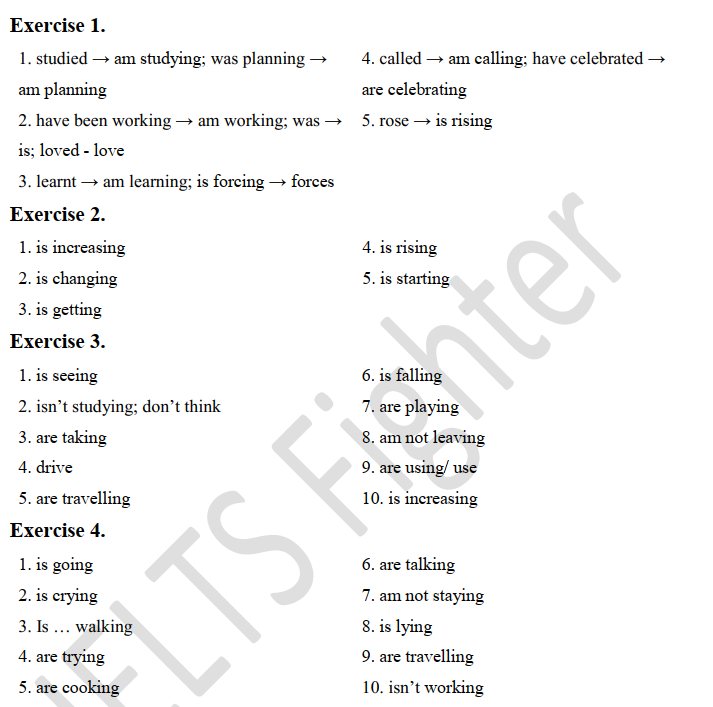 Exercise 1.
1. studied → am studying; was planning →
am planning
2. have been working → am working; was →
is; loved - love
3. learnt → am learning; is forcing → forces
4. called → am calling; have celebrated →
are celebrating
5. rose → is rising
Exercise 2.
1. is increasing
2. is changing
3. is getting
4. is rising
5. is starting
Exercise 3.
1. is seeing
2. isn’t studying; don’t think
3. are taking
4. drive
5. are travelling
6. is falling
7. are playing
8. am not leaving
9. are using/ use
10. is increasing
Exercise 4.
1. is going
2. is crying
3. Is … walking
4. are trying
5. are cooking
6. are talking
7. am not staying
8. is lying
9. are travelling
10. isn’t working
IELTS Fighter